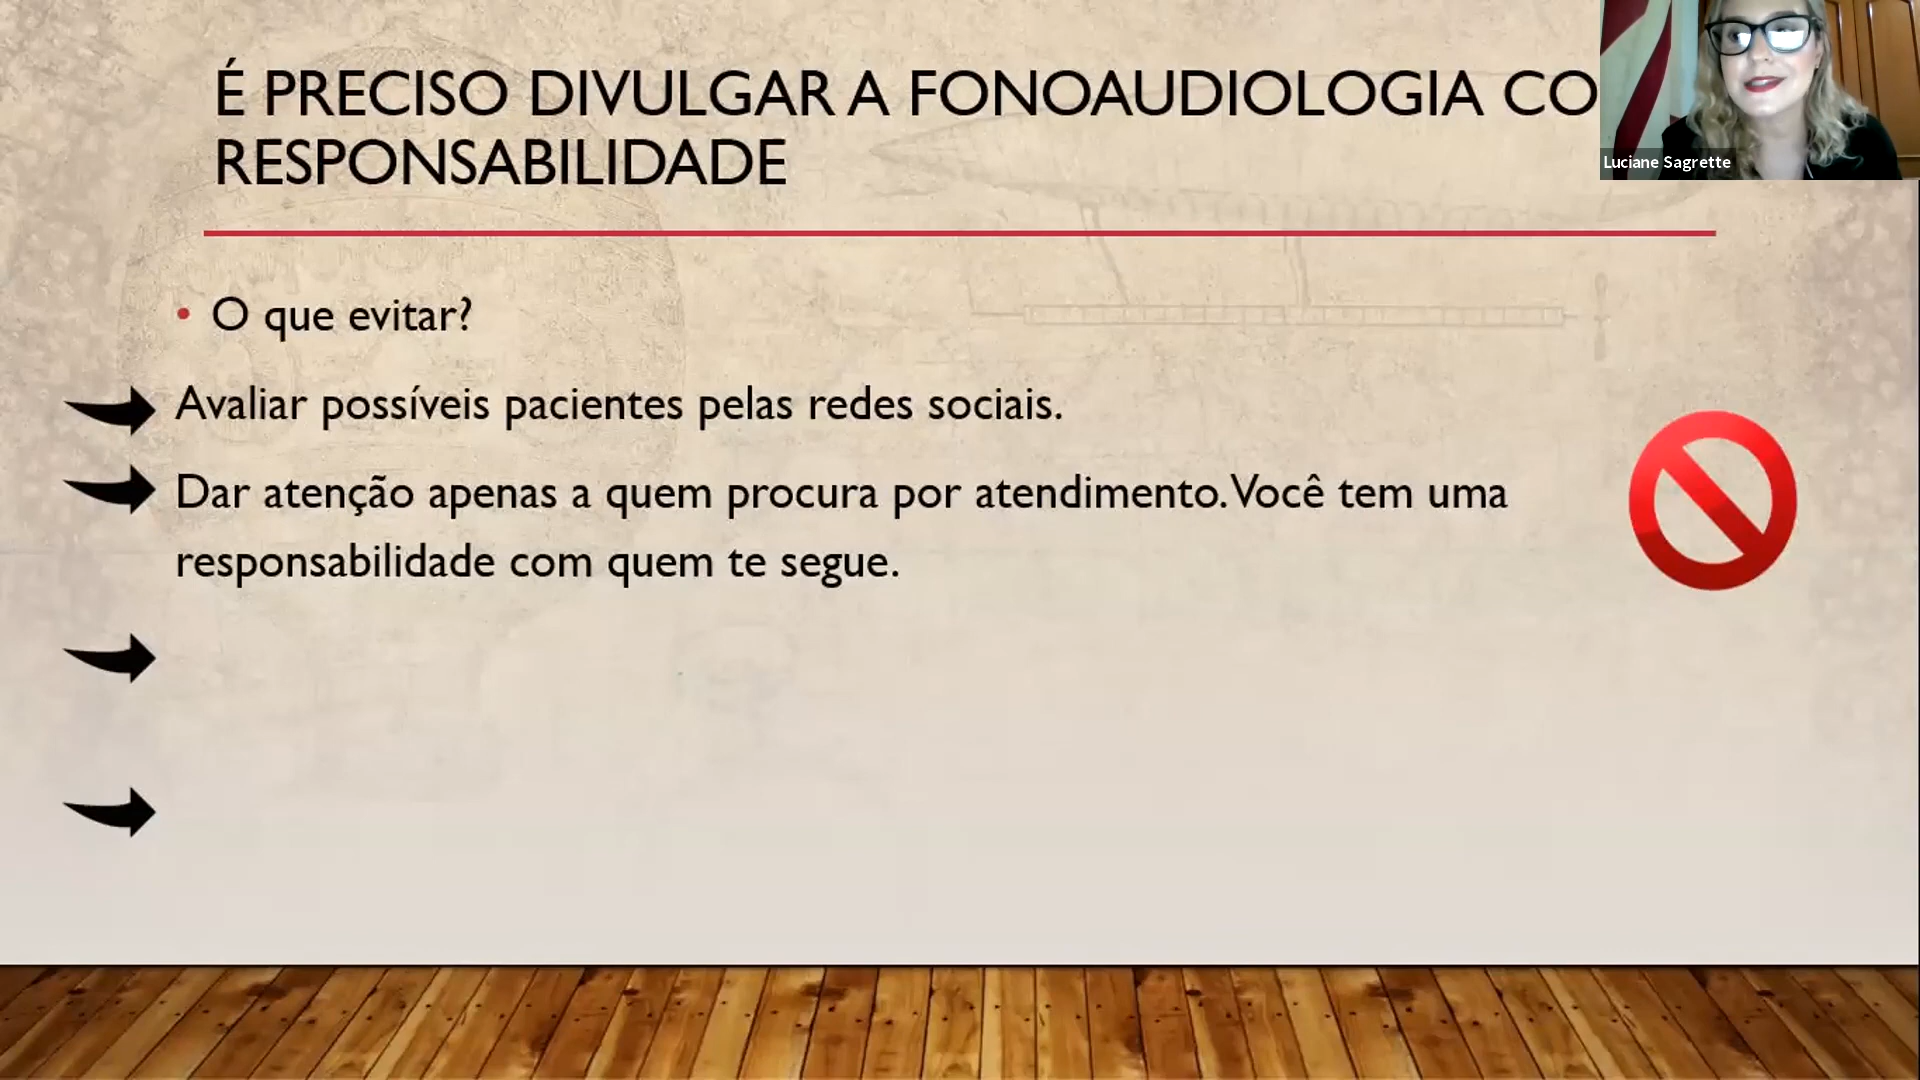 É PRECISO DIVULGAR A FONOAUDIOLOGIA CO
RESPONSABILIDADE
Luciane Sagrette
• O que evitar?
Avaliar possíveis pacientes pelas redes sociais.
Dar atenção apenas a quem procura por atendimento. Você tem uma
responsabilidade com quem te segue.